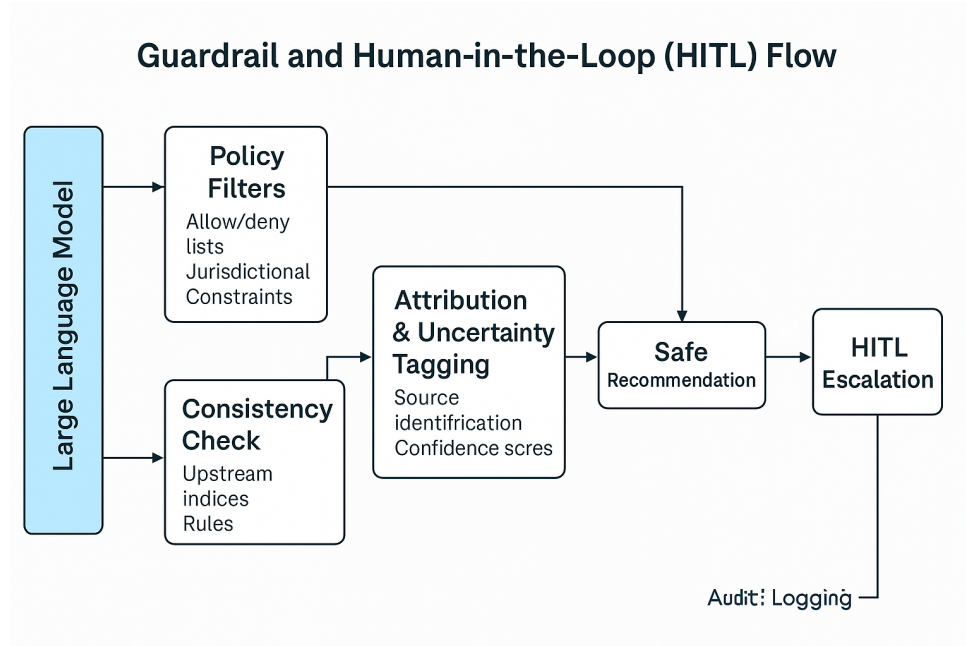 Guardrail and Human-in-the-Loop (HITL) Flow
Large Language Model
Policy
Filters
Allow/deny
lists
Jurisdictional
Constraints
Consistency
Check
Upstream
indices
Rules
Attribution
& Uncertainty
Tagging
Source
identifrication
Confidence scres
Safe
Recommendation
HITL
Escalation
Audit⁝ Logging